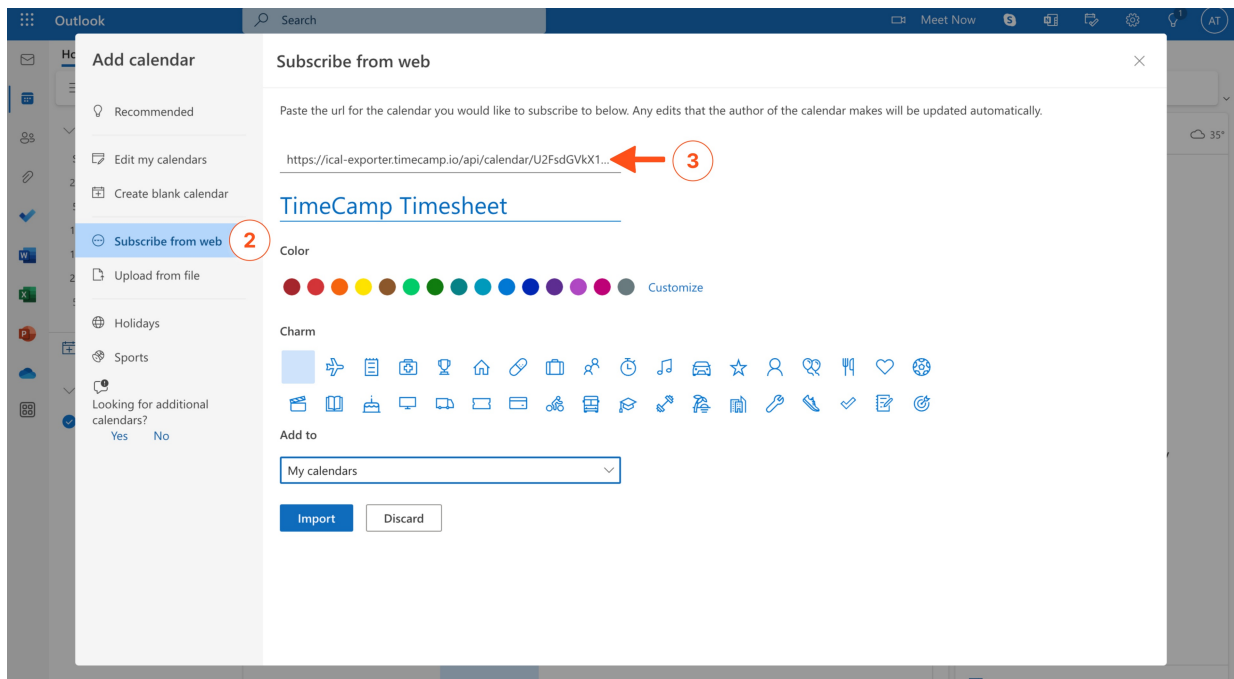 Outlook
Search
Meet Now
1
AT
Add calendar
Subscribe from web
Recommended
Paste the url for the calendar you would like to subscribe to below. Any edits that the author of the calendar makes will be updated automatically.
35°
Edit my calendars
https://ical-exporter.timecamp.io/api/calendar/U2FsdGVkX1...
3
Create blank calendar
TimeCamp Timesheet
Subscribe from web
2
Color
Upload from file
Customize
Holidays
Charm
Sports
Looking for additional
calendars?
Yes No
Add to
My calendars
Import
Discard